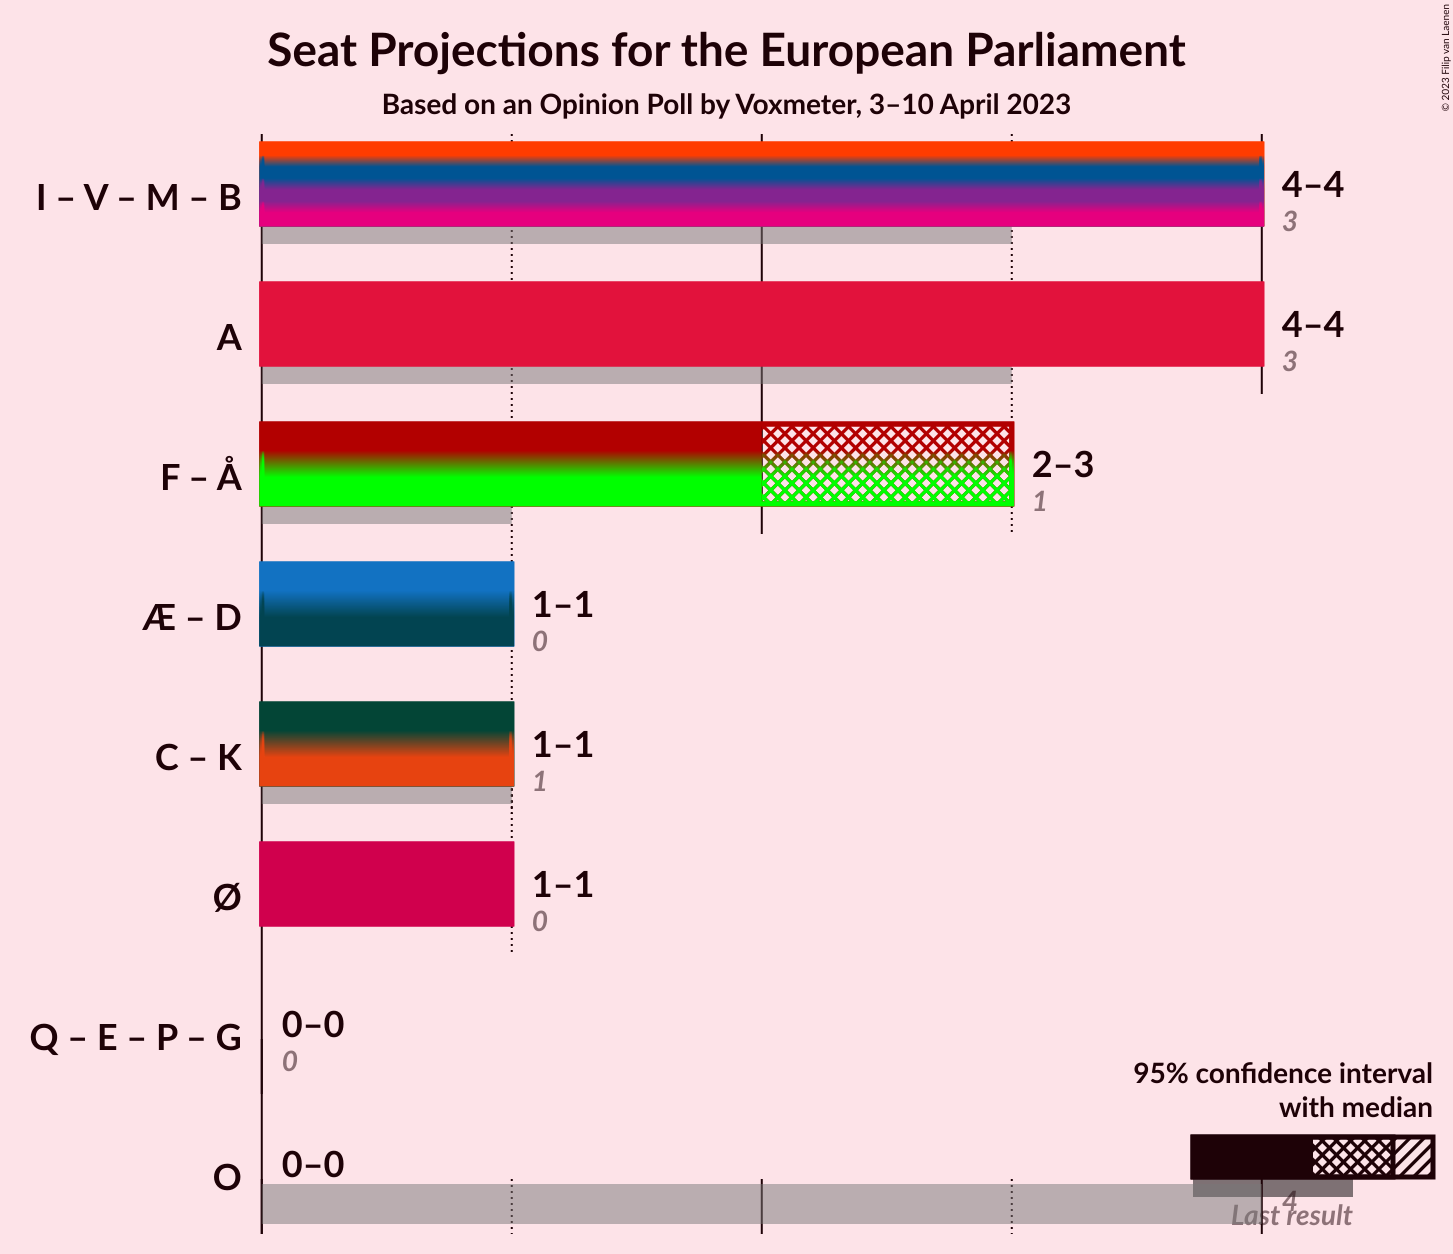 Seat Projections for the European Parliament
Based on an Opinion Poll by Voxmeter, 3–10 April 2023
© 2023 Filip van Laenen
I – V – M – B
4–4
3
A
4–4
3
F – Å
2–3
1
Æ – D
1–1
0
C – K
1–1
1
Ø
1–1
0
Q – E – P – G
0–0
0
O
0–0
4
95% confidence interval
with median
Last result